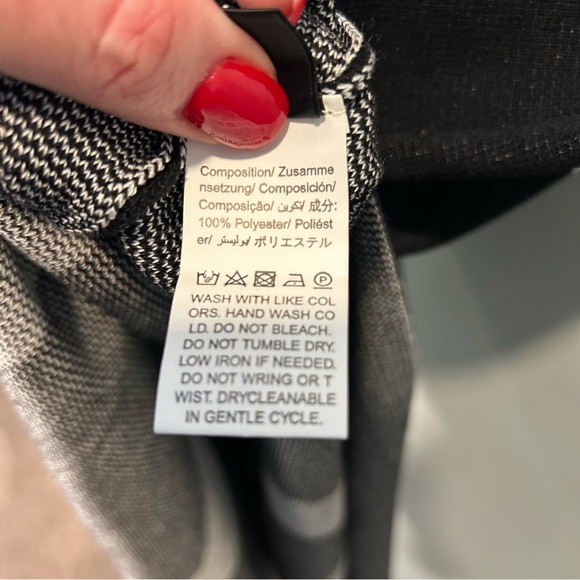 Composition/ Zusamme
nsetzung/ Composición/
Composição/ تكوين/ 成分:
100% Polyester/ Poliést
er/ بوليستر/ ポリエステル
WASH WITH LIKE COL
ORS. HAND WASH CO
LD. DO NOT BLEACH.
DO NOT TUMBLE DRY.
LOW IRON IF NEEDED.
DO NOT WRING OR T
WIST. DRYCLEANABLE
IN GENTLE CYCLE.